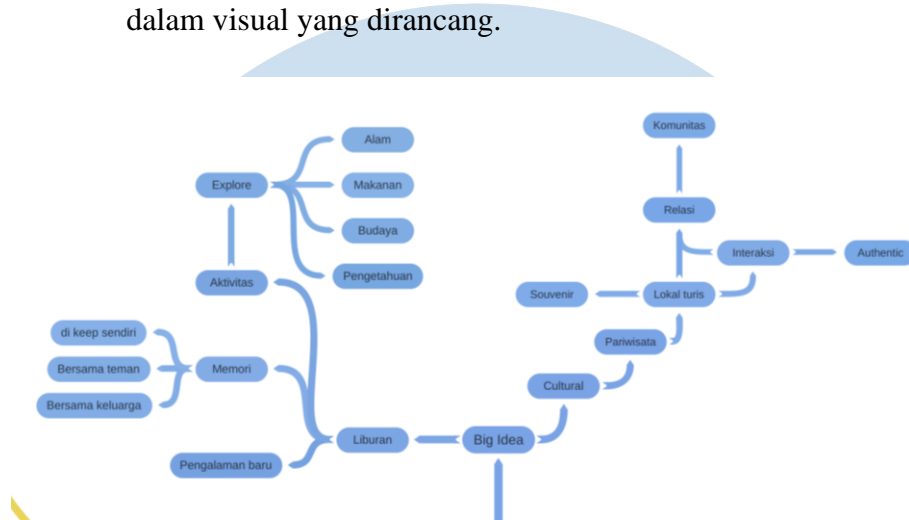 dalam visual yang dirancang.
Komunitas
Alam
Explore
Makanan
Relasi
Budaya
Interaksi
Authentic
Pengetahuan
Aktivitas
Souvenir
Lokal turis
di keep sendiri
Pariwisata
Bersama teman
Memori
Cultural
Bersama keluarga
Liburan
Big Idea
Pengalaman baru